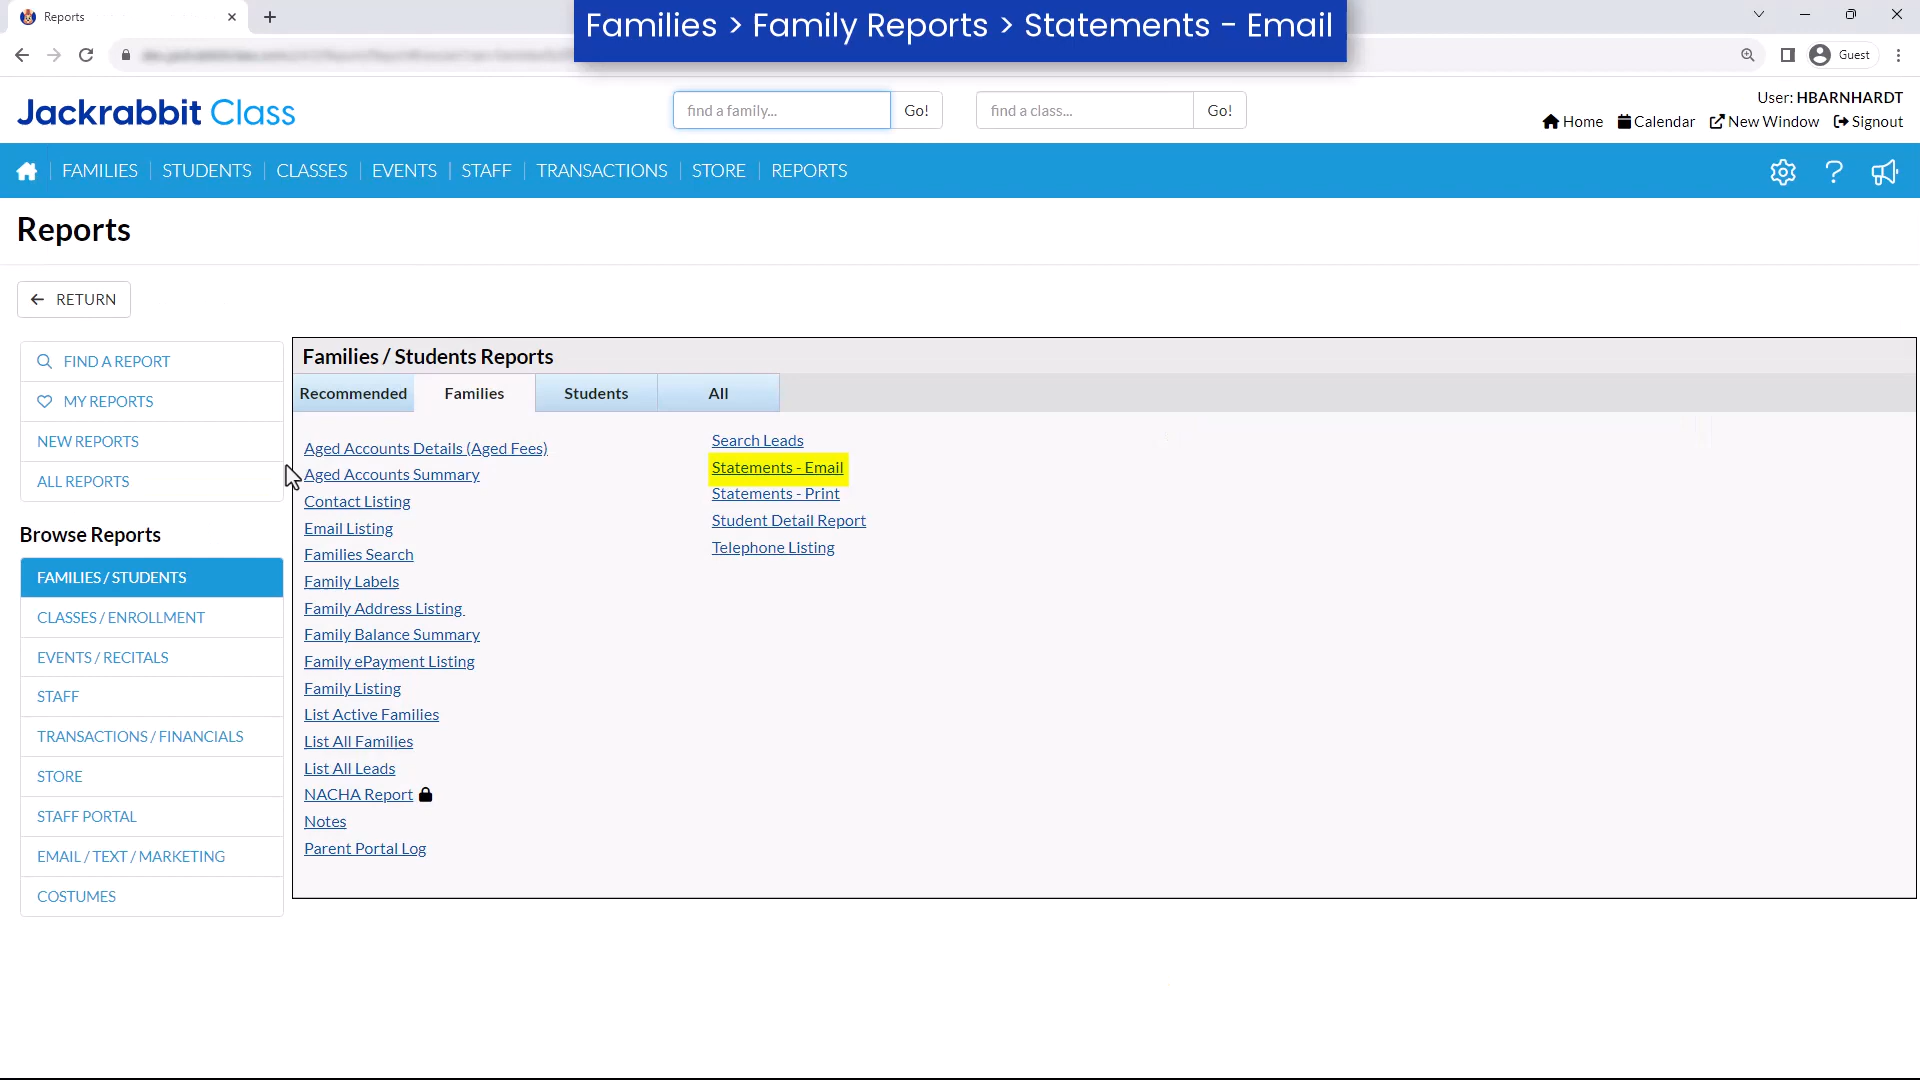 Reports
Families > Family Reports > Statements - Email
Guest
Jackrabbit Class
find a family...
Go!
find a class...
Go!
User: HBARNHARDT
Home
Calendar
New Window
Signout
FAMILIES
STUDENTS
CLASSES
EVENTS
STAFF
TRANSACTIONS
STORE
REPORTS
Reports
RETURN
FIND A REPORT
MY REPORTS
NEW REPORTS
ALL REPORTS
Browse Reports
FAMILIES / STUDENTS
CLASSES / ENROLLMENT
EVENTS / RECITALS
STAFF
TRANSACTIONS / FINANCIALS
STORE
STAFF PORTAL
EMAIL / TEXT / MARKETING
COSTUMES
Families / Students Reports
Recommended
Families
Students
All
Aged Accounts Details (Aged Fees)
Aged Accounts Summary
Contact Listing
Email Listing
Families Search
Family Labels
Family Address Listing
Family Balance Summary
Family ePayment Listing
Family Listing
List Active Families
List All Families
List All Leads
NACHA Report
Notes
Parent Portal Log
Search Leads
Statements - Email
Statements - Print
Student Detail Report
Telephone Listing